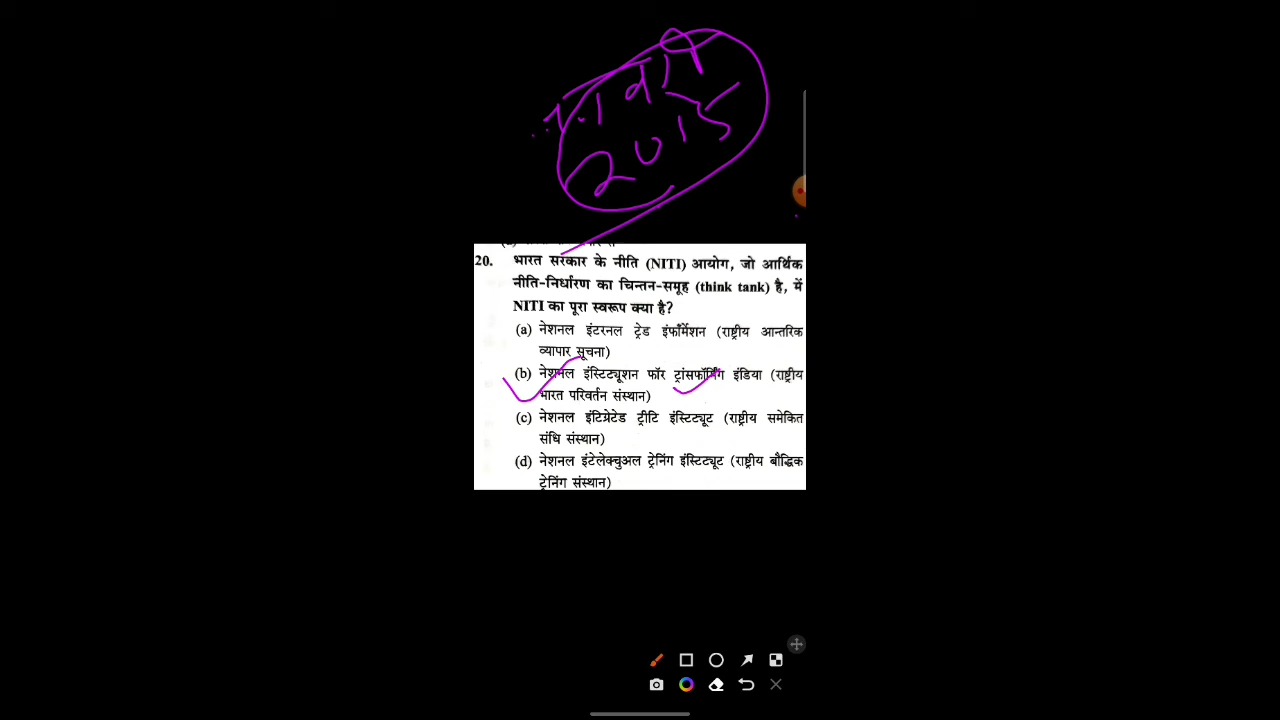 जनवरी
2015
20. भारत सरकार के नीति (NITI) आयोग, जो आर्थिक
नीति-निर्धारण का चिन्तन-समूह (think tank) है, में
NITI का पूरा स्वरूप क्या है?
(a) नेशनल इंटरनल ट्रेड इंफॉर्मेशन (राष्ट्रीय आन्तरिक
व्यापार सूचना)
(b) नेशनल इंस्टिट्यूशन फॉर ट्रांसफॉर्मिंग इंडिया (राष्ट्रीय
भारत परिवर्तन संस्थान)
(c) नेशनल इंटिग्रेटेड ट्रीटि इंस्टिट्यूट (राष्ट्रीय समेकित
संधि संस्थान)
(d) नेशनल इंटेलेक्चुअल ट्रेनिंग इंस्टिट्यूट (राष्ट्रीय बौद्धिक
ट्रेनिंग संस्थान)